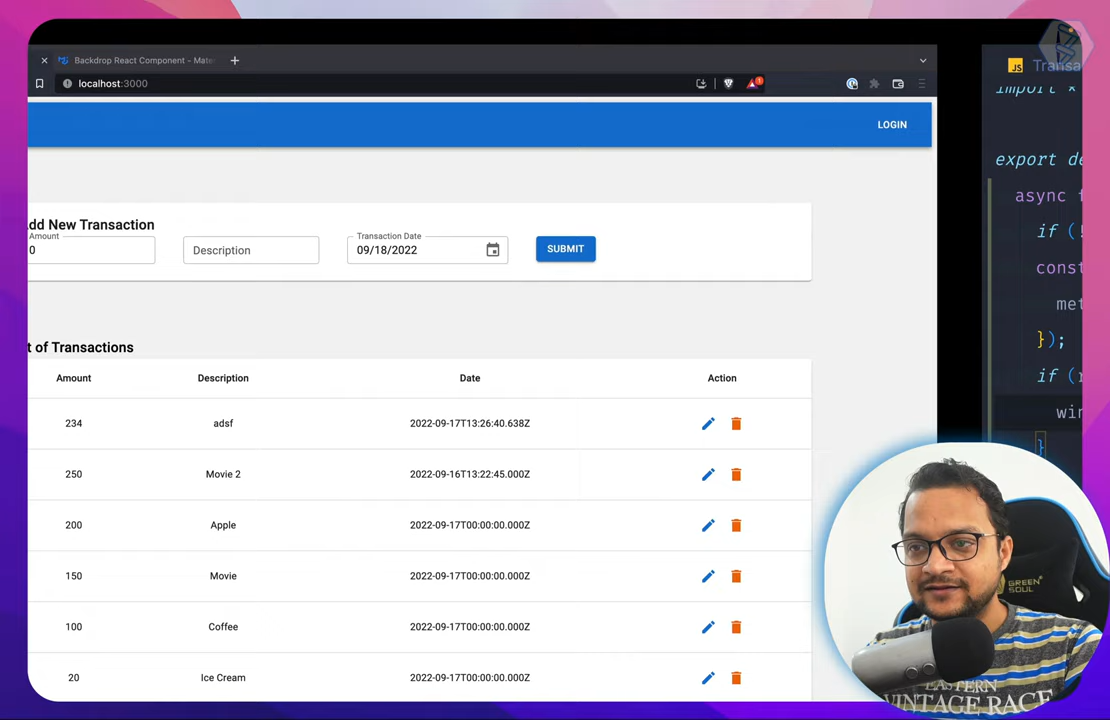 Backdrop React Component - Mate
localhost:3000
1
LOGIN
dd New Transaction
Amount
0
Description
Transaction Date
09/18/2022
SUBMIT
t of Transactions
Amount Description Date Action
234 adsf 2022-09-17T13:26:40.638Z
250 Movie 2 2022-09-16T13:22:45.000Z
200 Apple 2022-09-17T00:00:00.000Z
150 Movie 2022-09-17T00:00:00.000Z
100 Coffee 2022-09-17T00:00:00.000Z
20 Ice Cream 2022-09-17T00:00:00.000Z
JS Transa
import *
export de
async f
if (!
const
met
});
if (r
win
}
GREEN SOUL
EASTERN
VINTAGE RACE